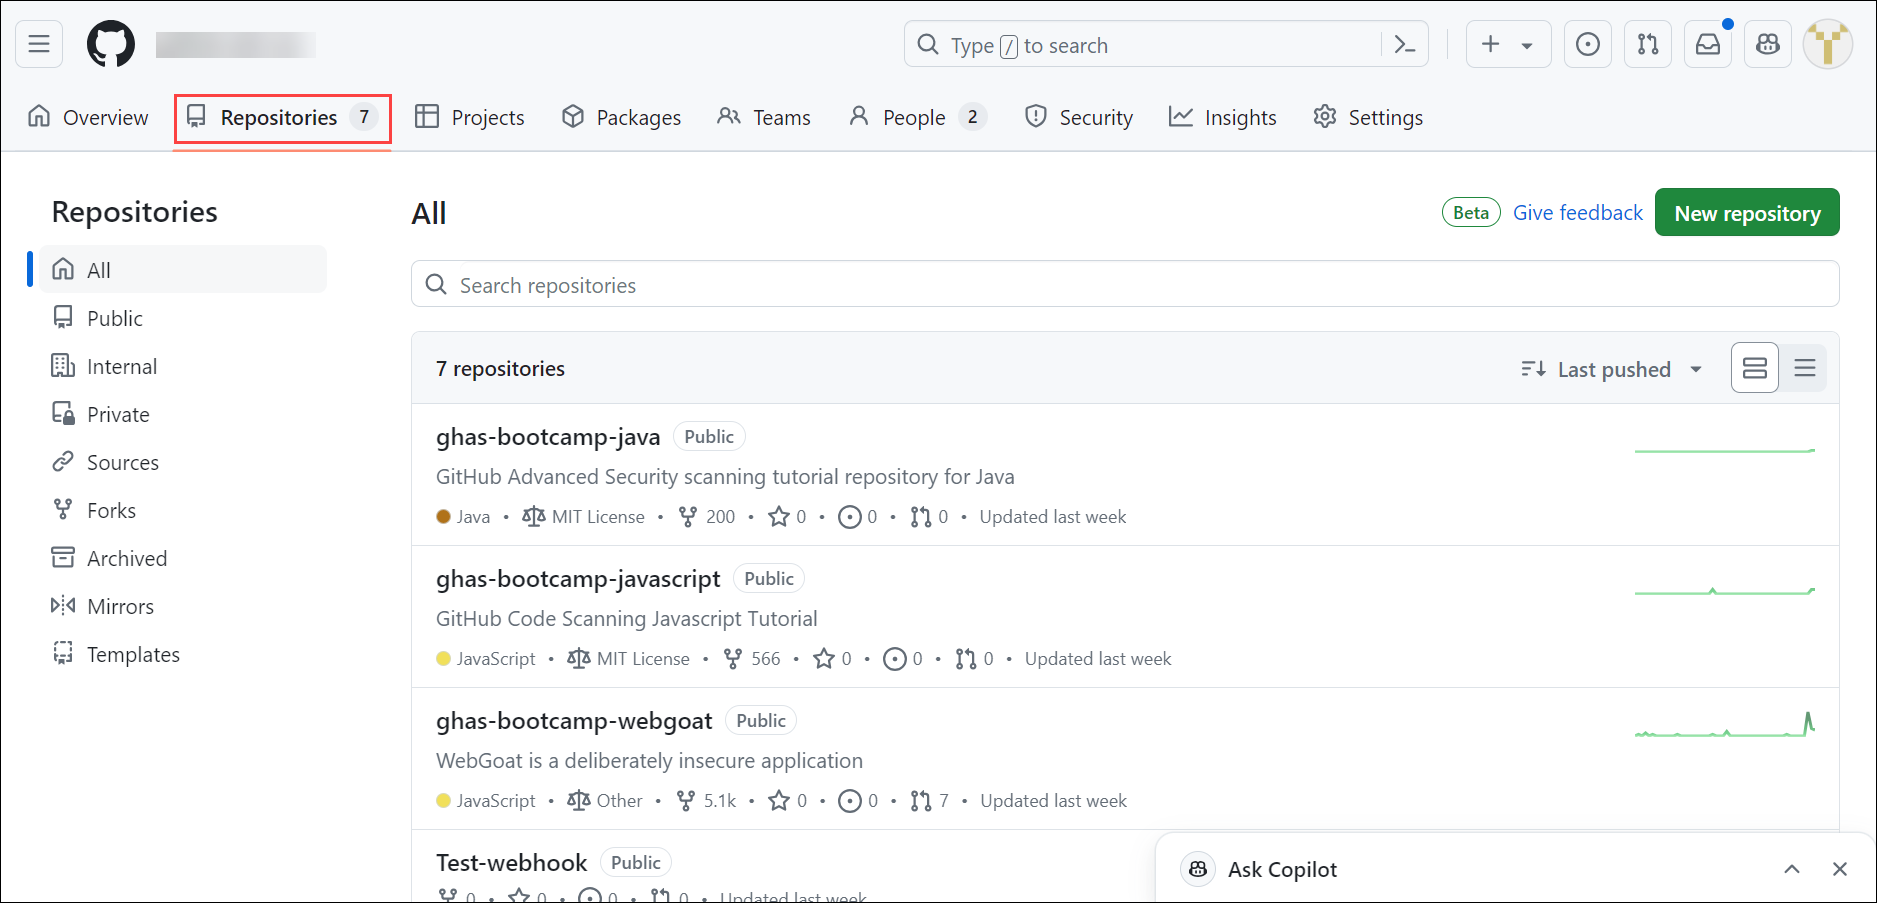 Type / to search
Overview Repositories 7 Projects Packages Teams People 2 Security Insights Settings
Repositories
All
Public
Internal
Private
Sources
Forks
Archived
Mirrors
Templates
All
Beta Give feedback New repository
Search repositories
7 repositories Last pushed
ghas-bootcamp-java Public
GitHub Advanced Security scanning tutorial repository for Java
Java • MIT License • 200 • 0 • 0 • 0 • Updated last week
ghas-bootcamp-javascript Public
GitHub Code Scanning Javascript Tutorial
JavaScript • MIT License • 566 • 0 • 0 • 0 • Updated last week
ghas-bootcamp-webgoat Public
WebGoat is a deliberately insecure application
JavaScript • Other • 5.1k • 0 • 0 • 7 • Updated last week
Test-webhook Public
0 • 0 • 0 • 0 • Updated last week
Ask Copilot